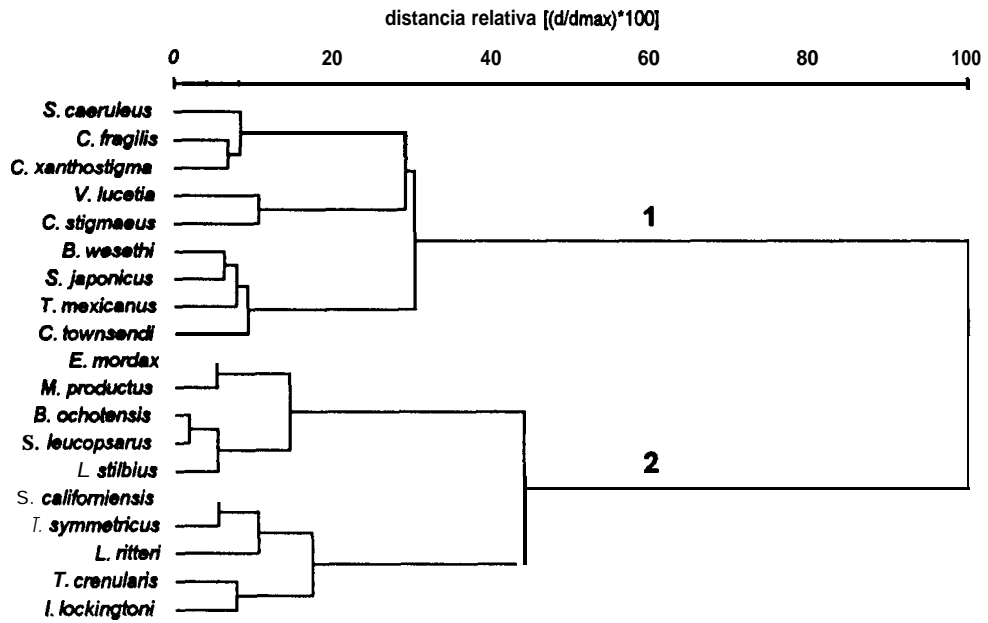 distancia relativa [(d/dmax)*100]
0 20 40 60 80 100
S. caeruleus
C. fragilis
C. xanthostigma
V. lucetia
C. stigmaeus
1
B. wesethi
S. japonicus
T. mexicanus
C. townsendi
E. mordax
M. productus
B. ochotensis
S. leucopsarus
2
L stilbius
S. californiensis
T. symmetricus
L. ritteri
T. crenularis
I. lockingtoni